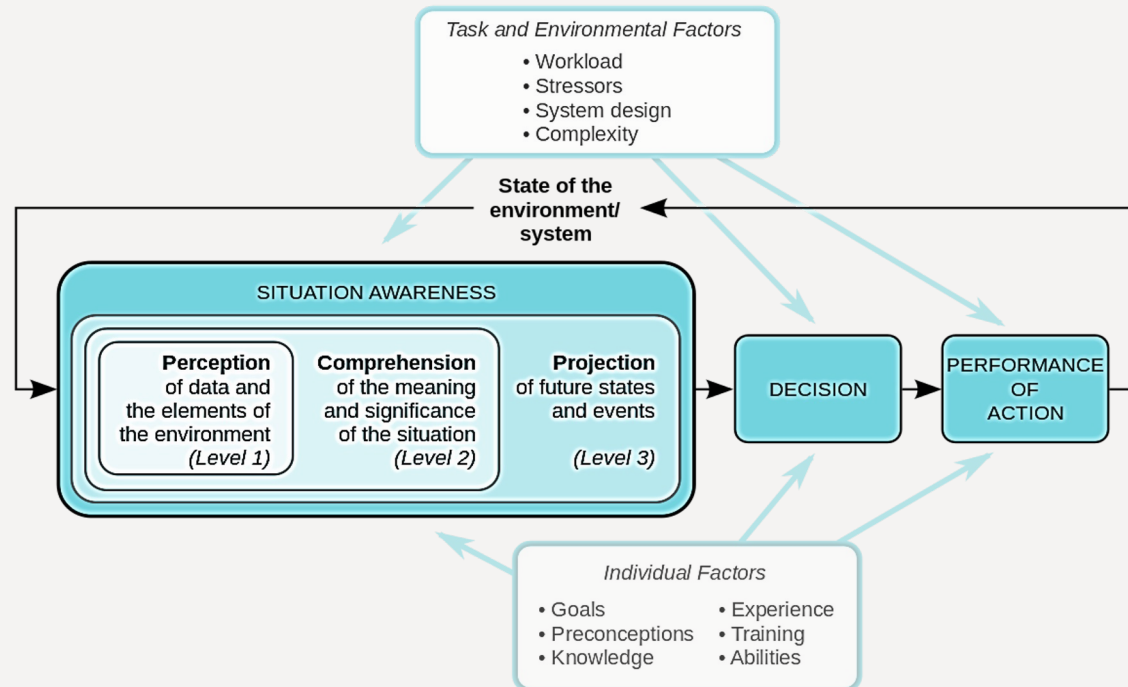 Task and Environmental Factors
• Workload
• Stressors
• System design
• Complexity
State of the
environment/
system
SITUATION AWARENESS
Perception
of data and
the elements of
the environment
(Level 1)
Comprehension
of the meaning
and significance
of the situation
(Level 2)
Projection
of future states
and events
(Level 3)
DECISION
PERFORMANCE
OF
ACTION
Individual Factors
• Goals
• Preconceptions
• Knowledge
• Experience
• Training
• Abilities